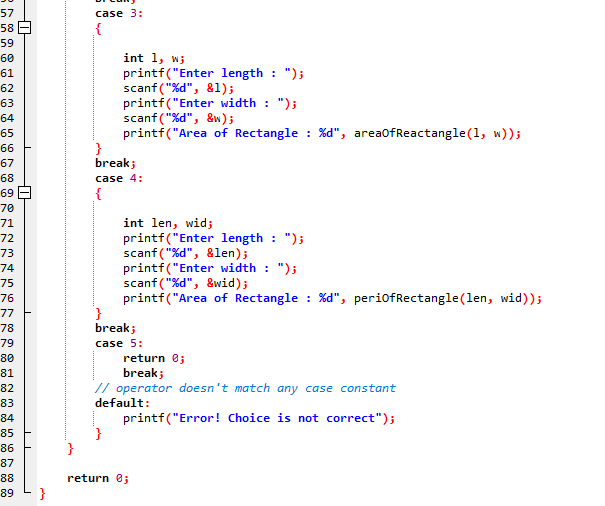 57 case 3:
58 {
59
60 int l, w;
61 printf("Enter length : ");
62 scanf("%d", &l);
63 printf("Enter width : ");
64 scanf("%d", &w);
65 printf("Area of Rectangle : %d", areaOfReactangle(l, w));
66 }
67 break;
68 case 4:
69 {
70
71 int len, wid;
72 printf("Enter length : ");
73 scanf("%d", &len);
74 printf("Enter width : ");
75 scanf("%d", &wid);
76 printf("Area of Rectangle : %d", periOfRectangle(len, wid));
77 }
78 break;
79 case 5:
80 return 0;
81 break;
82 // operator doesn't match any case constant
83 default:
84 printf("Error! Choice is not correct");
85 }
86 }
87
88 return 0;
89 }